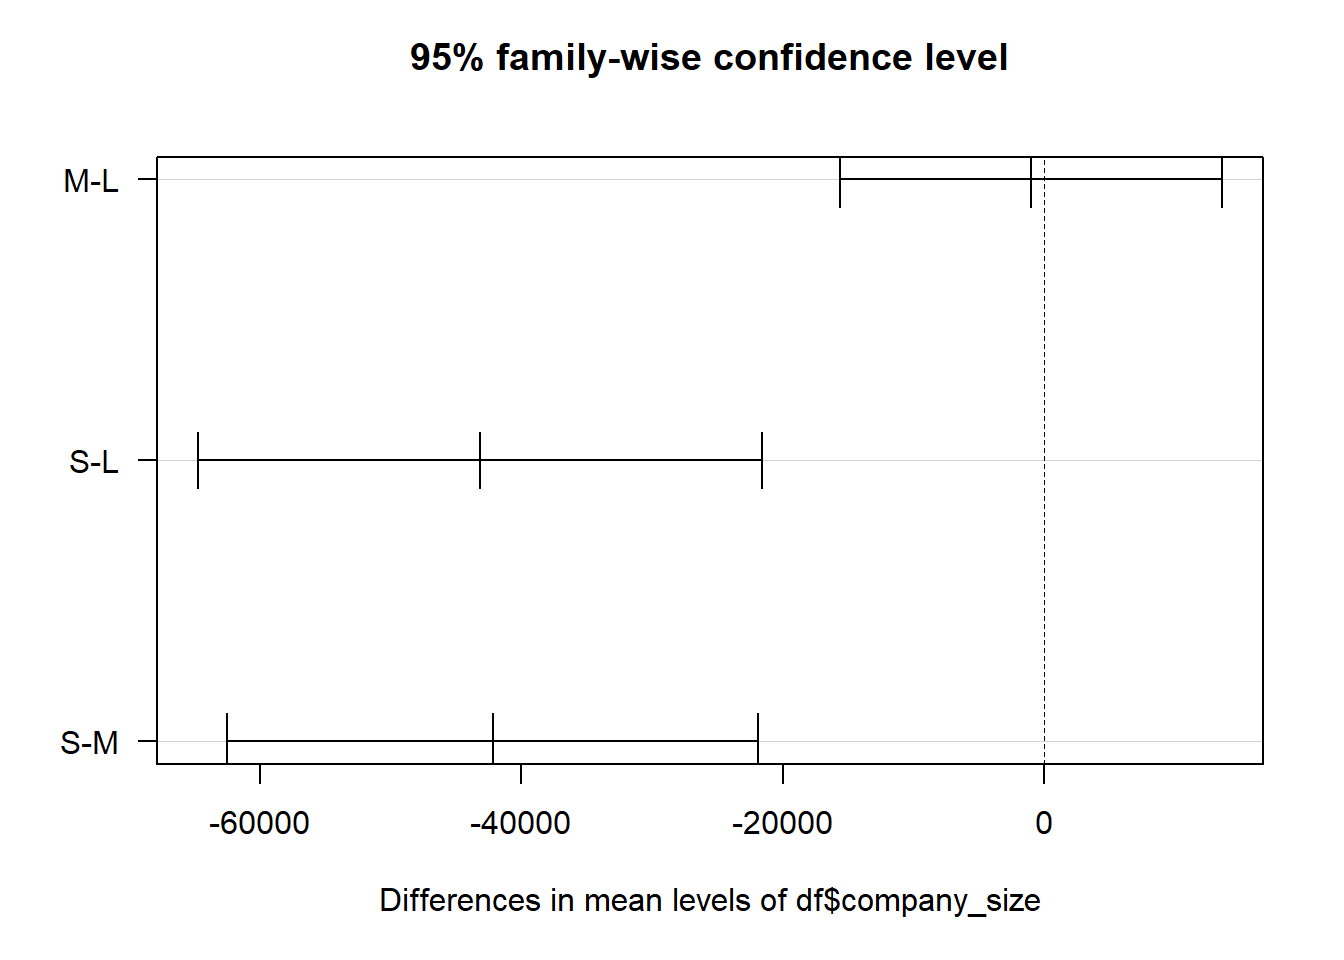 95% family-wise confidence level
M-L
S-L
S-M
-60000 -40000 -20000 0
Differences in mean levels of df$company_size